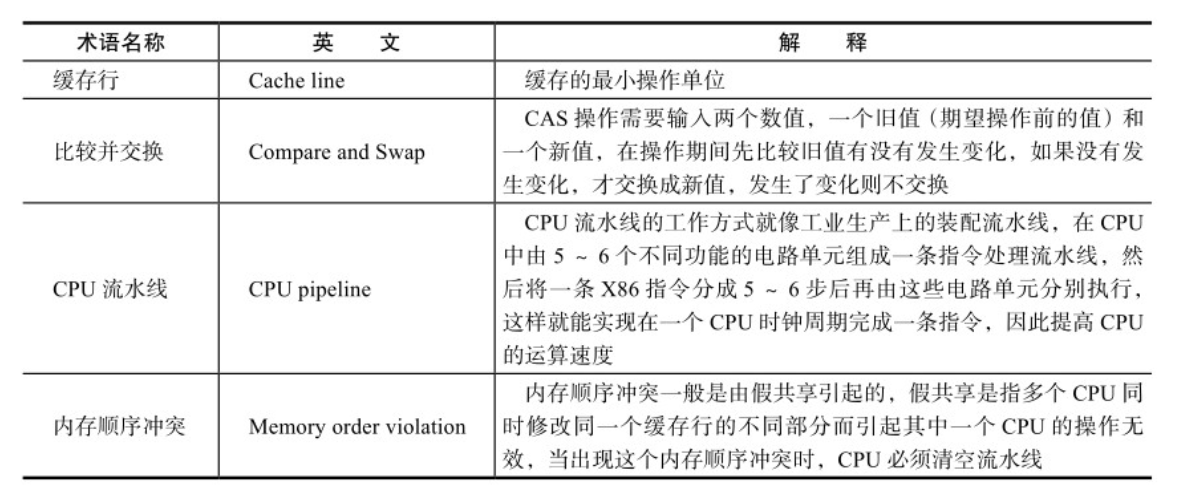 术语名称 英 文 解 释
缓存行 Cache line 缓存的最小操作单位
比较并交换 Compare and Swap CAS 操作需要输入两个数值，一个旧值（期望操作前的值）和
一个新值，在操作期间先比较旧值有没有发生变化，如果没有发
生变化，才交换成新值，发生了变化则不交换
CPU 流水线 CPU pipeline CPU 流水线的工作方式就像工业生产上的装配流水线，在 CPU
中由 5 ~ 6 个不同功能的电路单元组成一条指令处理流水线，然
后将一条 X86 指令分成 5 ~ 6 步后再由这些电路单元分别执行，
这样就能实现在一个 CPU 时钟周期完成一条指令，因此提高 CPU
的运算速度
内存顺序冲突 Memory order violation 内存顺序冲突一般是由假共享引起的，假共享是指多个 CPU 同
时修改同一个缓存行的不同部分而引起其中一个 CPU 的操作无
效，当出现这个内存顺序冲突时，CPU 必须清空流水线